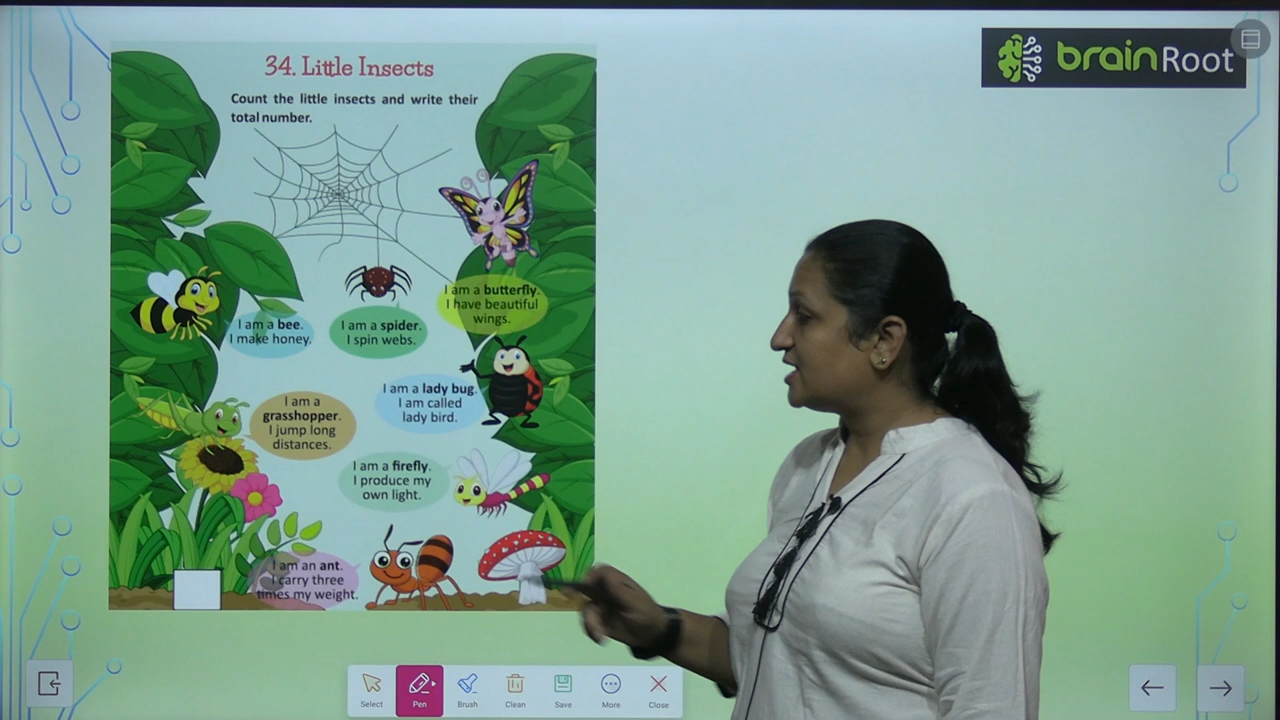 34. Little Insects
Count the little insects and write their
total number.
I am a butterfly.
I have beautiful
wings.
I am a bee.
I make honey.
I am a spider.
I spin webs.
I am a lady bug.
I am called
lady bird.
I am a
grasshopper.
I jump long
distances.
I am a firefly.
I produce my
own light.
I am an ant.
I carry three
times my weight.
brainRoot
Select
Pen
Brush
Clean
Save
More
Close